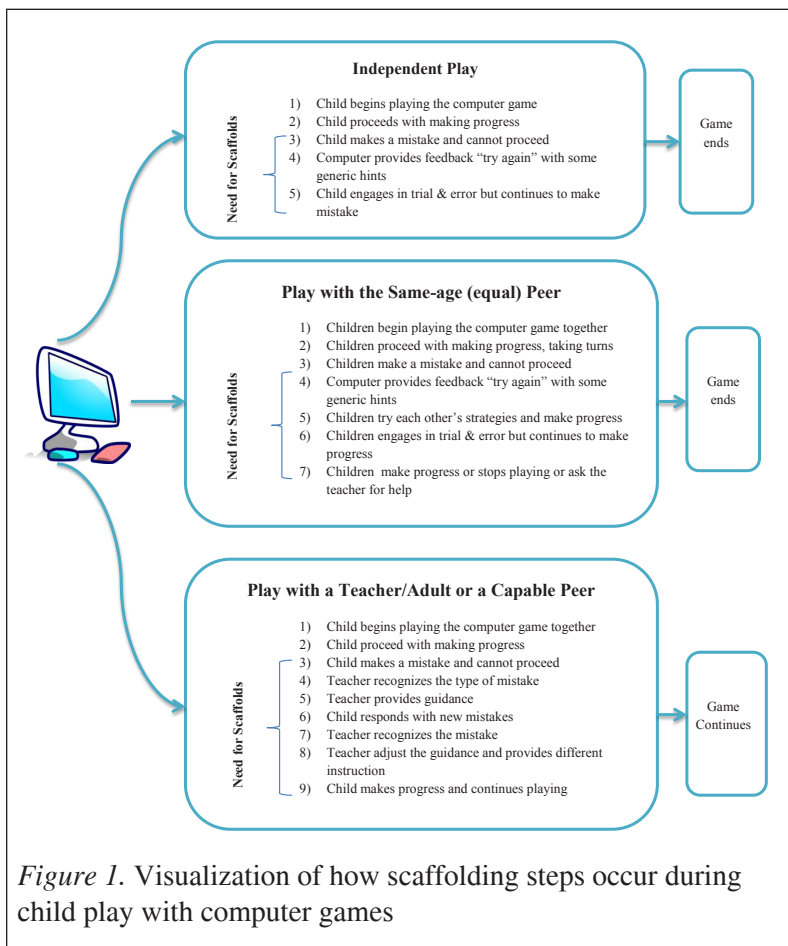 Independent Play
Need for Scaffolds
1) Child begins playing the computer game
2) Child proceeds with making progress
3) Child makes a mistake and cannot proceed
4) Computer provides feedback “try again” with some
generic hints
5) Child engages in trial & error but continues to make
mistake
Game
ends
Play with the Same-age (equal) Peer
Need for Scaffolds
1) Children begin playing the computer game together
2) Children proceed with making progress, taking turns
3) Children make a mistake and cannot proceed
4) Computer provides feedback “try again” with some
generic hints
5) Children try each other’s strategies and make progress
6) Children engages in trial & error but continues to make
progress
7) Children make progress or stops playing or ask the
teacher for help
Game
ends
Play with a Teacher/Adult or a Capable Peer
Need for Scaffolds
1) Child begins playing the computer game together
2) Child proceed with making progress
3) Child makes a mistake and cannot proceed
4) Teacher recognizes the type of mistake
5) Teacher provides guidance
6) Child responds with new mistakes
7) Teacher recognizes the mistake
8) Teacher adjust the guidance and provides different
instruction
9) Child makes progress and continues playing
Game
Continues
Figure 1. Visualization of how scaffolding steps occur during
child play with computer games